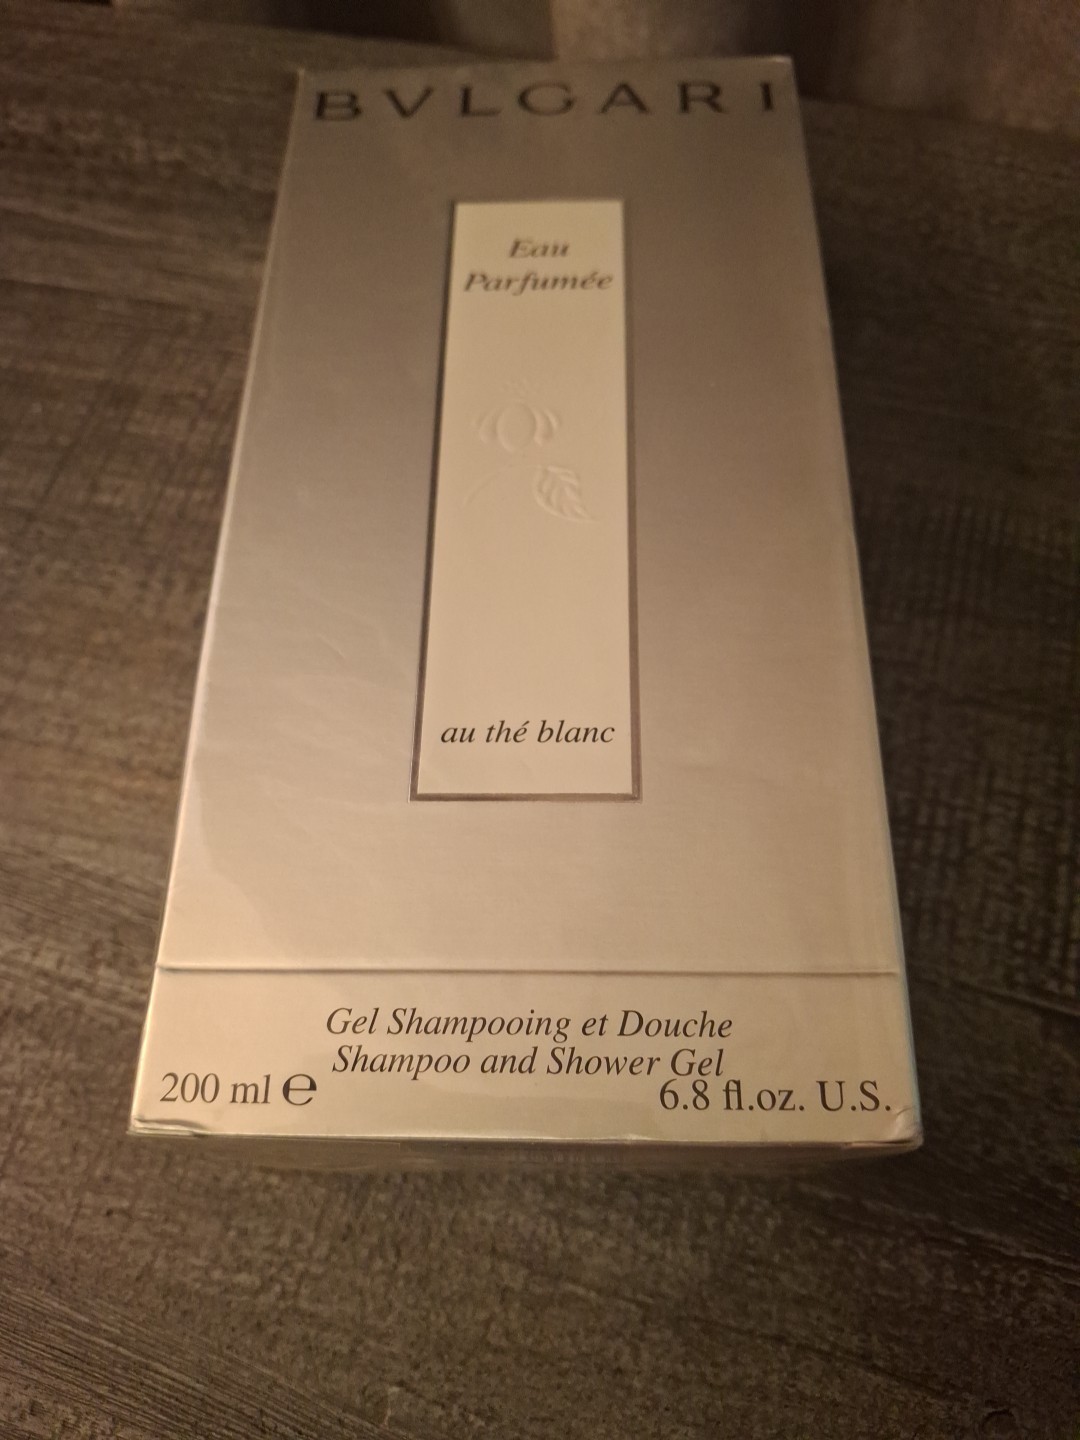 BVLGARI
Eau
Parfumée
au thé blanc
Gel Shampooing et Douche
Shampoo and Shower Gel
200 ml ℮
6.8 fl.oz. U.S.